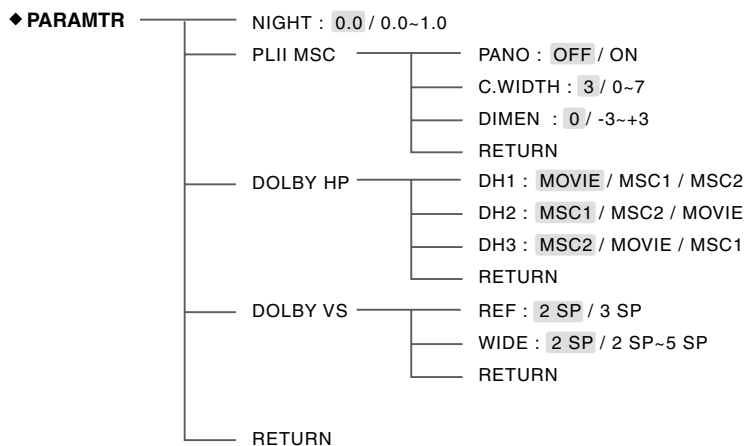 ◆ PARAMTR
NIGHT : 0.0 / 0.0~1.0
PLII MSC
PANO : OFF / ON
C.WIDTH : 3 / 0~7
DIMEN : 0 / -3~+3
RETURN
DOLBY HP
DH1 : MOVIE / MSC1 / MSC2
DH2 : MSC1 / MSC2 / MOVIE
DH3 : MSC2 / MOVIE / MSC1
RETURN
DOLBY VS
REF : 2 SP / 3 SP
WIDE : 2 SP / 2 SP~5 SP
RETURN
RETURN